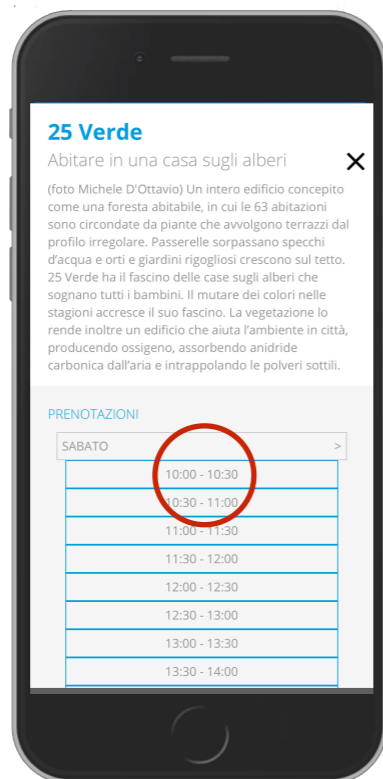 25 Verde
Abitare in una casa sugli alberi
(foto Michele D'Ottavio) Un intero edificio concepito
come una foresta abitabile, in cui le 63 abitazioni
sono circondate da piante che avvolgono terrazzi dal
profilo irregolare. Passerelle sorpassano specchi
d'acqua e orti e giardini rigogliosi crescono sul tetto.
25 Verde ha il fascino delle case sugli alberi che
sognano tutti i bambini. Il mutare dei colori nelle
stagioni accresce il suo fascino. La vegetazione lo
rende inoltre un edificio che aiuta l'ambiente in città,
producendo ossigeno, assorbendo anidride
carbonica dall'aria e intrappolando le polveri sottili.
PRENOTAZIONI
SABATO >
10:00 - 10:30
10:30 - 11:00
11:00 - 11:30
11:30 - 12:00
12:00 - 12:30
12:30 - 13:00
13:00 - 13:30
13:30 - 14:00